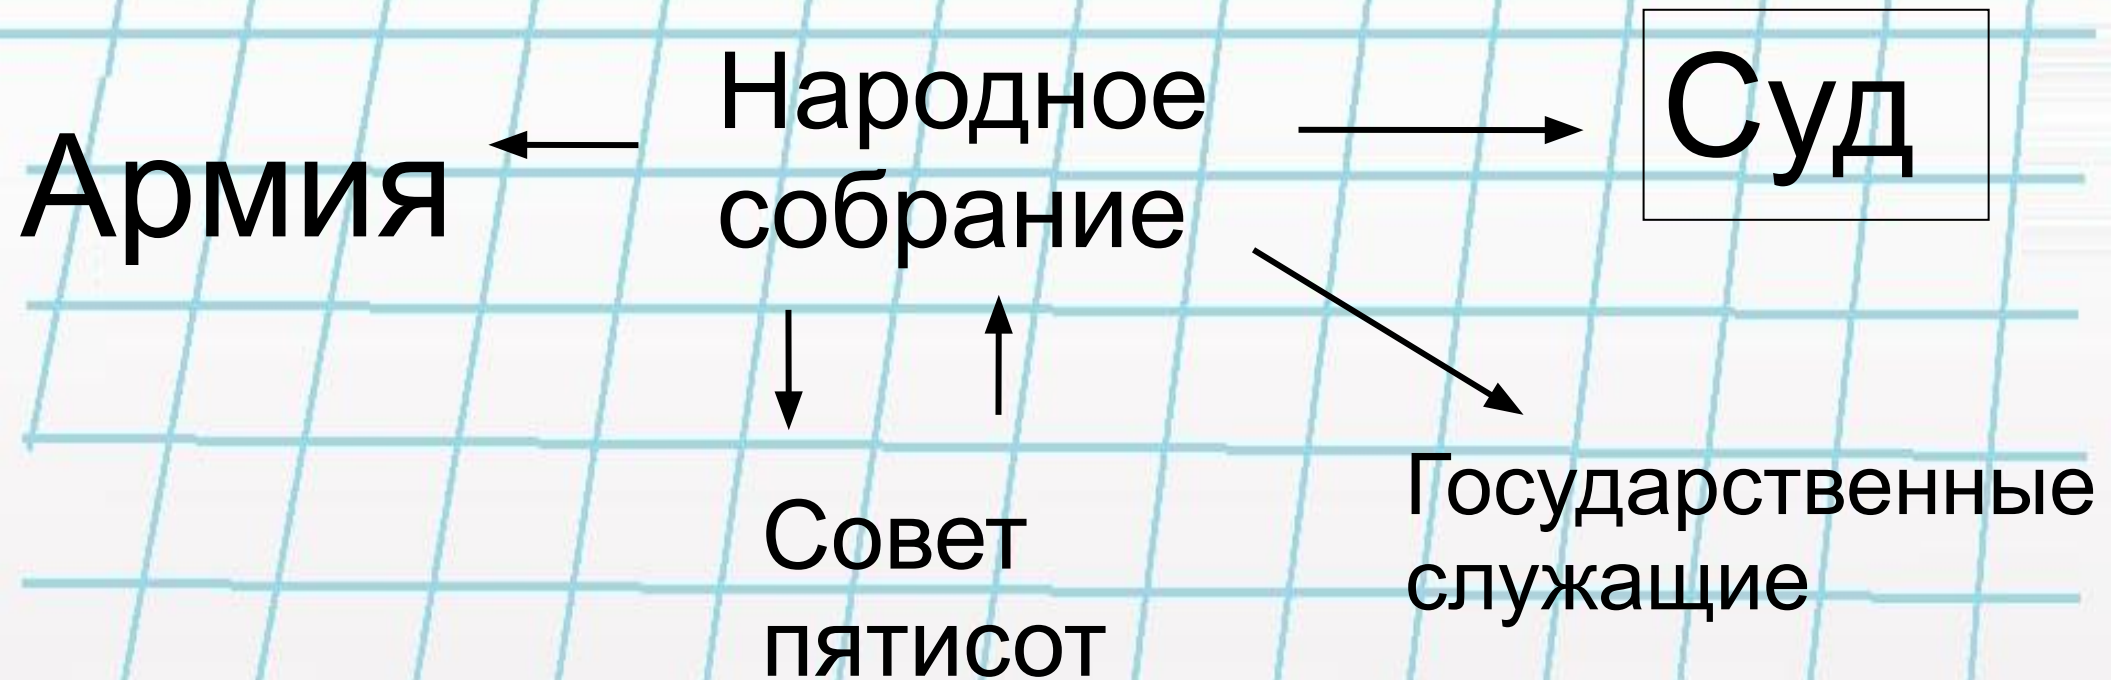 Армия
Народное
собрание
Суд
Совет
пятисот
Государственные
служащие